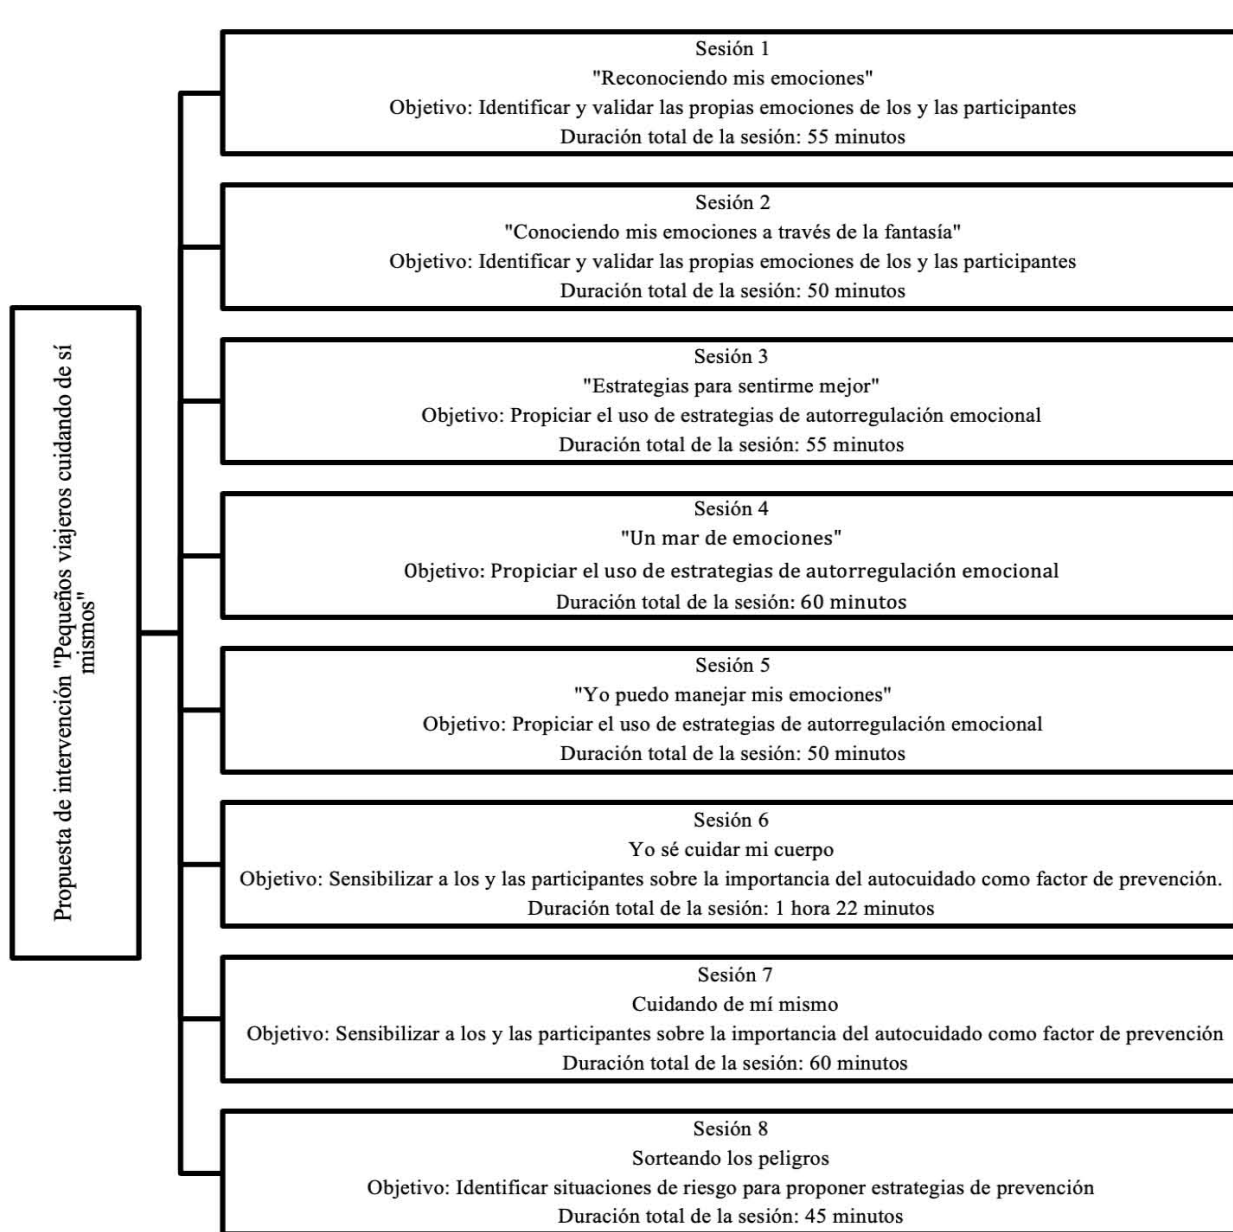 Propuesta de intervención "Pequeños viajeros cuidando de sí
mismos"
Sesión 1
"Reconociendo mis emociones"
Objetivo: Identificar y validar las propias emociones de los y las participantes
Duración total de la sesión: 55 minutos
Sesión 2
"Conociendo mis emociones a través de la fantasía"
Objetivo: Identificar y validar las propias emociones de los y las participantes
Duración total de la sesión: 50 minutos
Sesión 3
"Estrategias para sentirme mejor"
Objetivo: Propiciar el uso de estrategias de autorregulación emocional
Duración total de la sesión: 55 minutos
Sesión 4
"Un mar de emociones"
Objetivo: Propiciar el uso de estrategias de autorregulación emocional
Duración total de la sesión: 60 minutos
Sesión 5
"Yo puedo manejar mis emociones"
Objetivo: Propiciar el uso de estrategias de autorregulación emocional
Duración total de la sesión: 50 minutos
Sesión 6
Yo sé cuidar mi cuerpo
Objetivo: Sensibilizar a los y las participantes sobre la importancia del autocuidado como factor de prevención.
Duración total de la sesión: 1 hora 22 minutos
Sesión 7
Cuidando de mí mismo
Objetivo: Sensibilizar a los y las participantes sobre la importancia del autocuidado como factor de prevención
Duración total de la sesión: 60 minutos
Sesión 8
Sorteando los peligros
Objetivo: Identificar situaciones de riesgo para proponer estrategias de prevención
Duración total de la sesión: 45 minutos